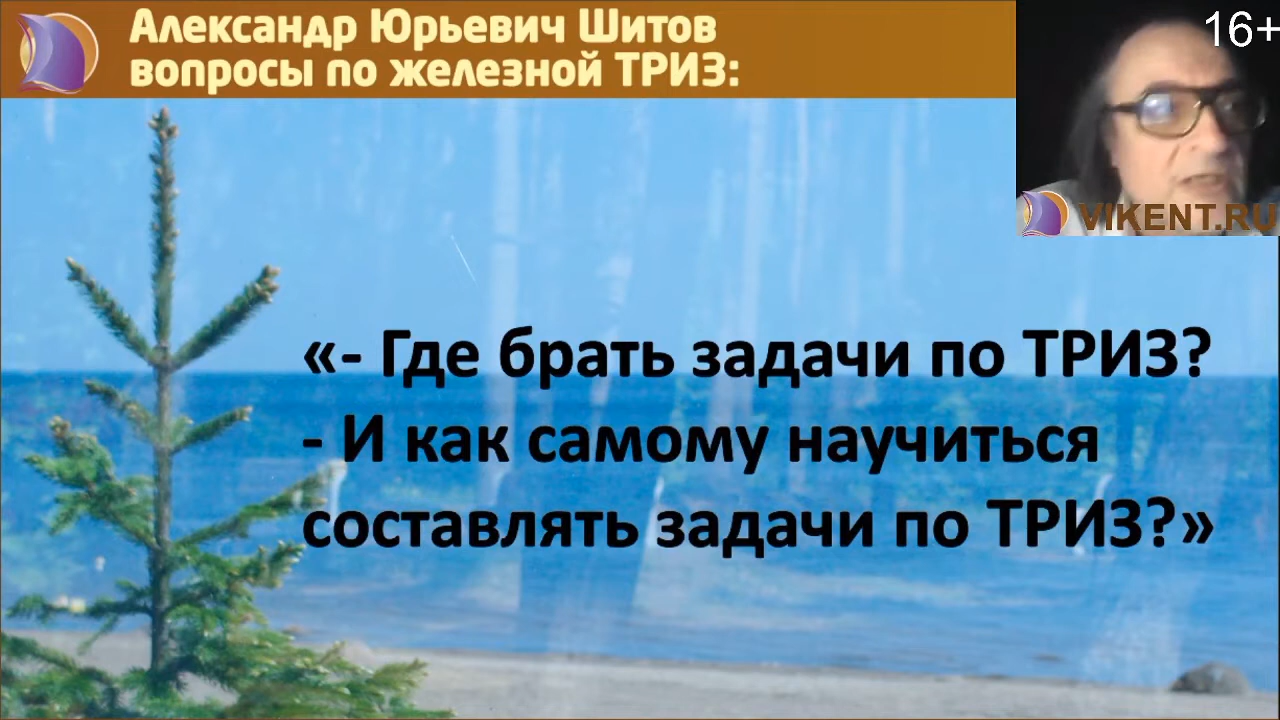 Александр Юрьевич Шитов
вопросы по железной ТРИЗ:
16+
VIKENT.RU
«- Где брать задачи по ТРИЗ?
- И как самому научиться
составлять задачи по ТРИЗ?»